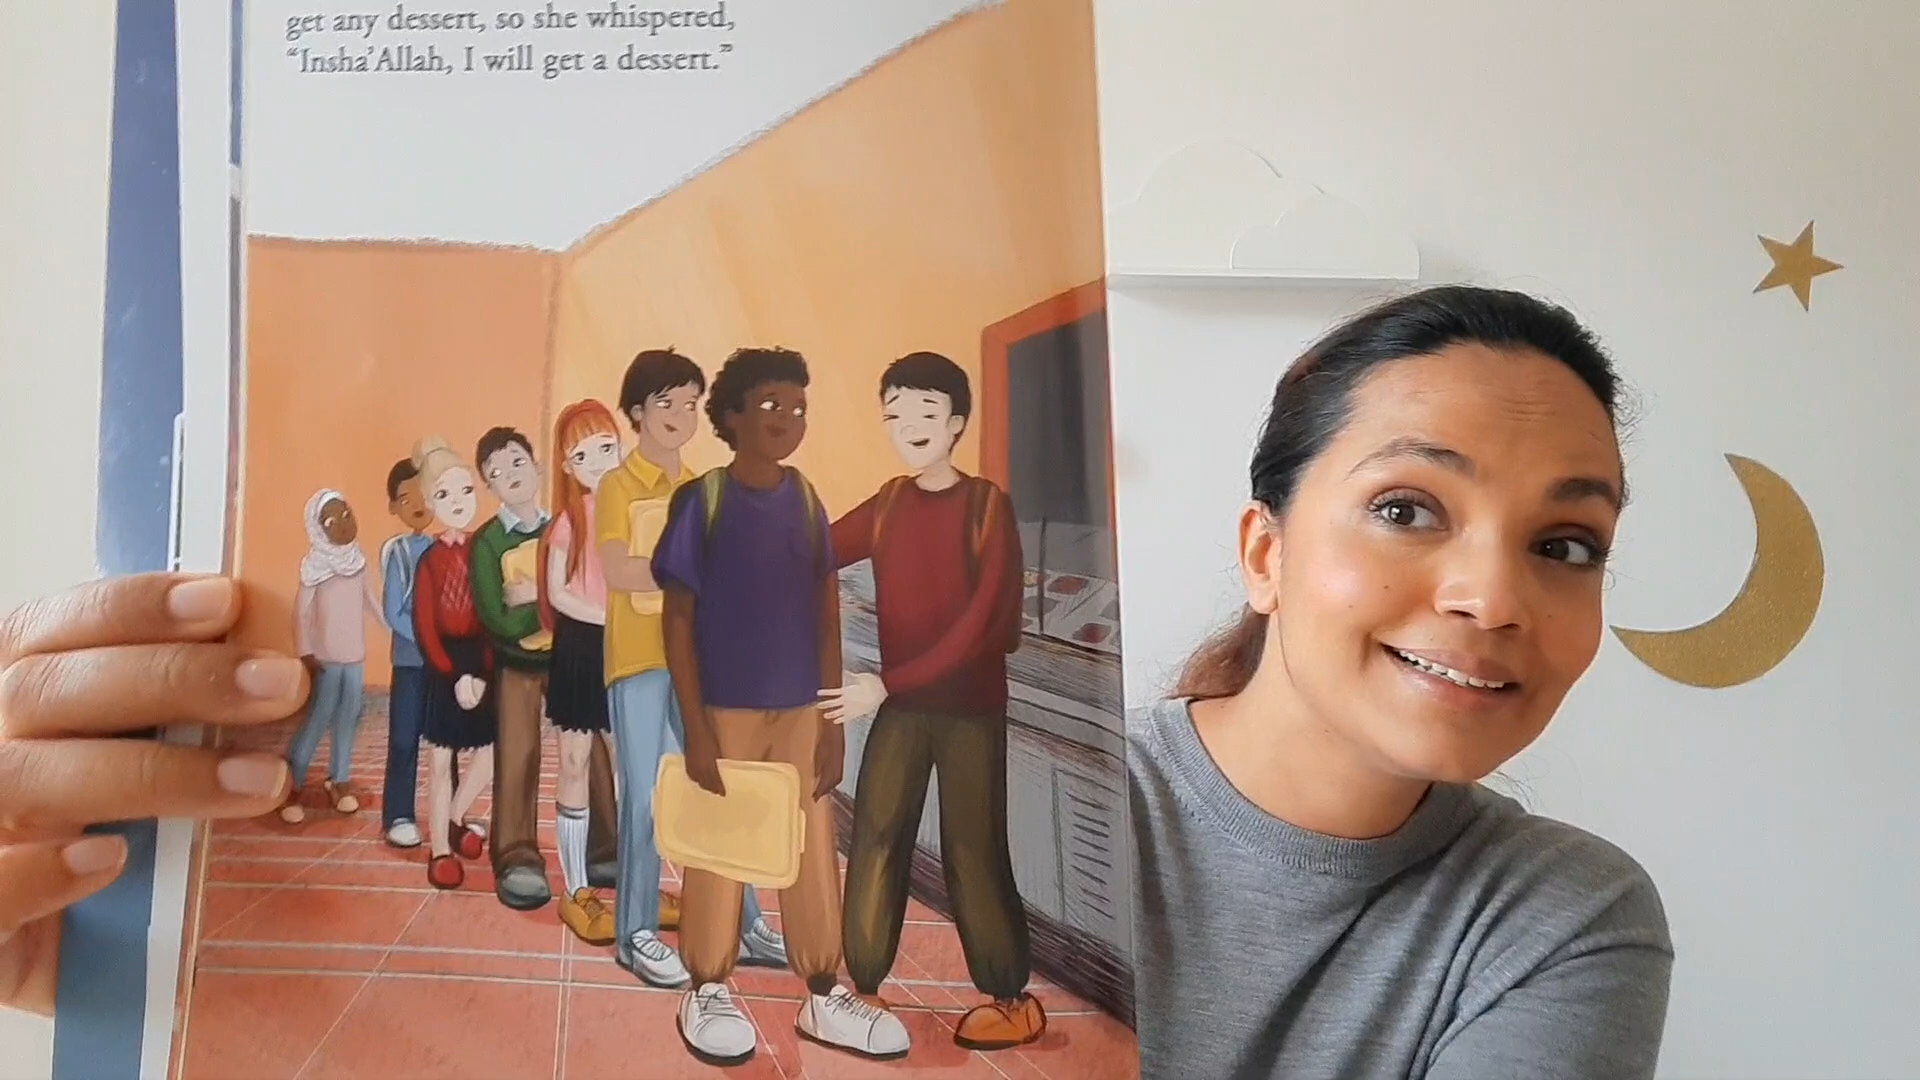 get any dessert, so she whispered,
“Insha’Allah, I will get a dessert.”